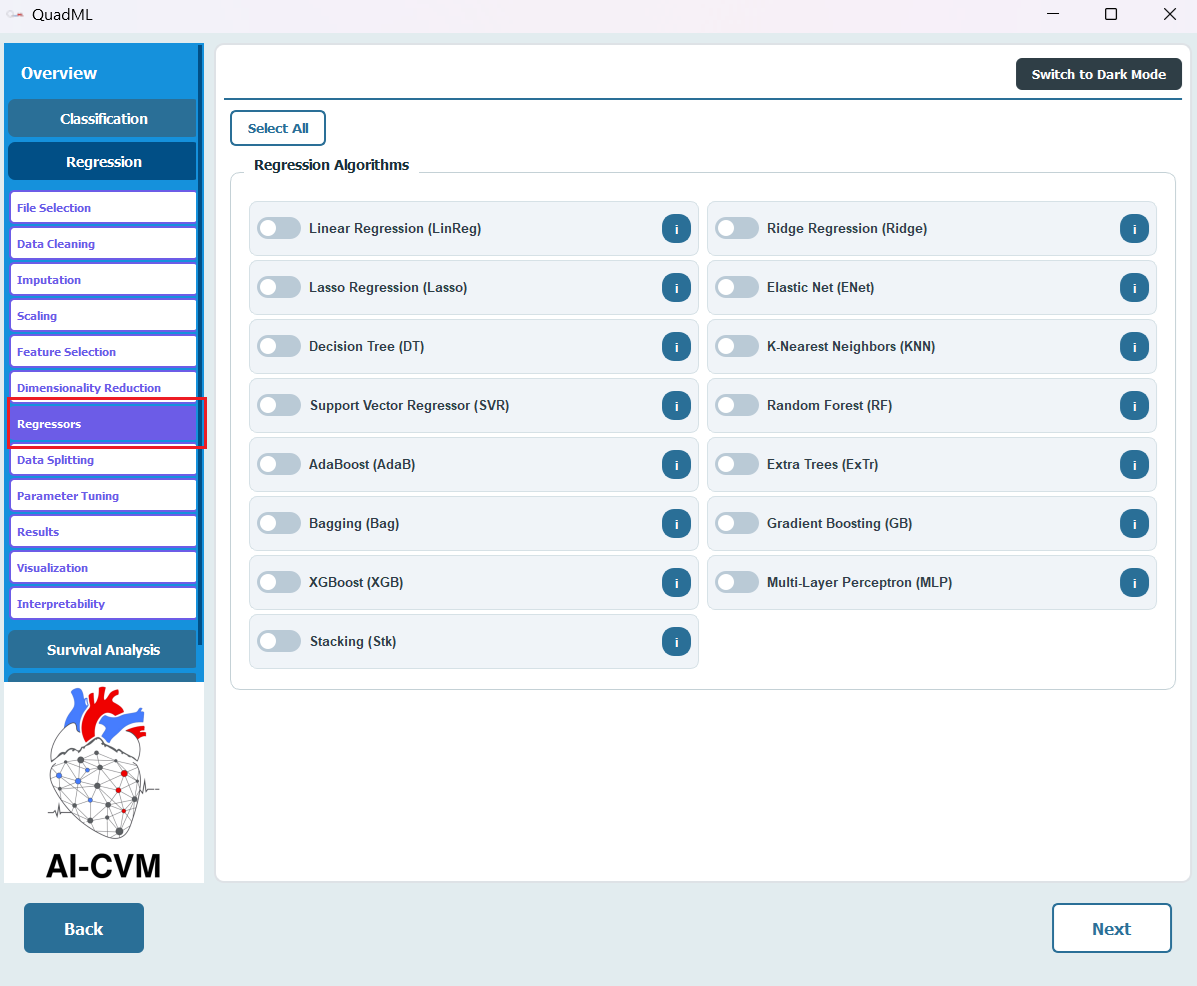 QuadML
Overview
Classification
Regression
File Selection
Data Cleaning
Imputation
Scaling
Feature Selection
Dimensionality Reduction
Regressors
Data Splitting
Parameter Tuning
Results
Visualization
Interpretability
Survival Analysis
AI-CVM
Switch to Dark Mode
Select All
Regression Algorithms
Linear Regression (LinReg) i
Ridge Regression (Ridge) i
Lasso Regression (Lasso) i
Elastic Net (ENet) i
Decision Tree (DT) i
K-Nearest Neighbors (KNN) i
Support Vector Regressor (SVR) i
Random Forest (RF) i
AdaBoost (AdaB) i
Extra Trees (ExTr) i
Bagging (Bag) i
Gradient Boosting (GB) i
XGBoost (XGB) i
Multi-Layer Perceptron (MLP) i
Stacking (Stk) i
Back
Next